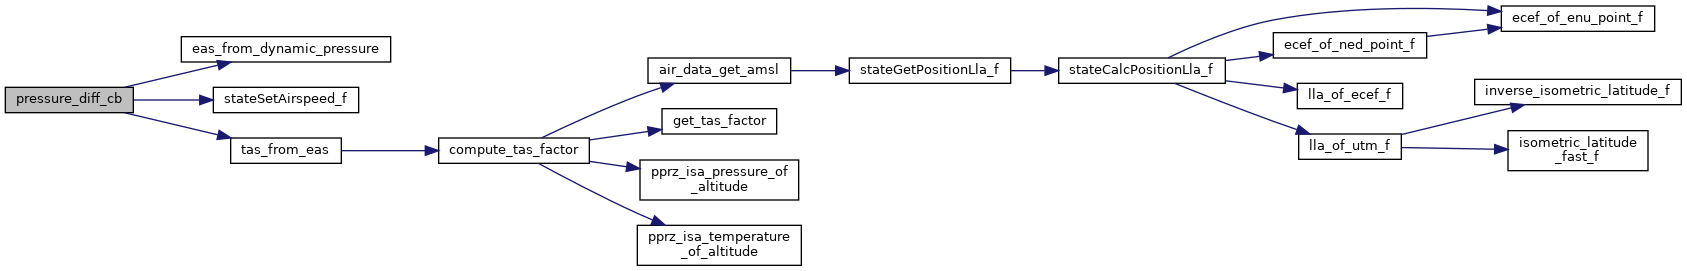 pressure_diff_cb
eas_from_dynamic_pressure
stateSetAirspeed_f
tas_from_eas
compute_tas_factor
air_data_get_amsl
get_tas_factor
pprz_isa_pressure_of
_altitude
pprz_isa_temperature
_of_altitude
stateGetPositionLla_f
stateCalcPositionLla_f
ecef_of_enu_point_f
ecef_of_ned_point_f
lla_of_ecef_f
lla_of_utm_f
inverse_isometric_latitude_f
isometric_latitude
_fast_f